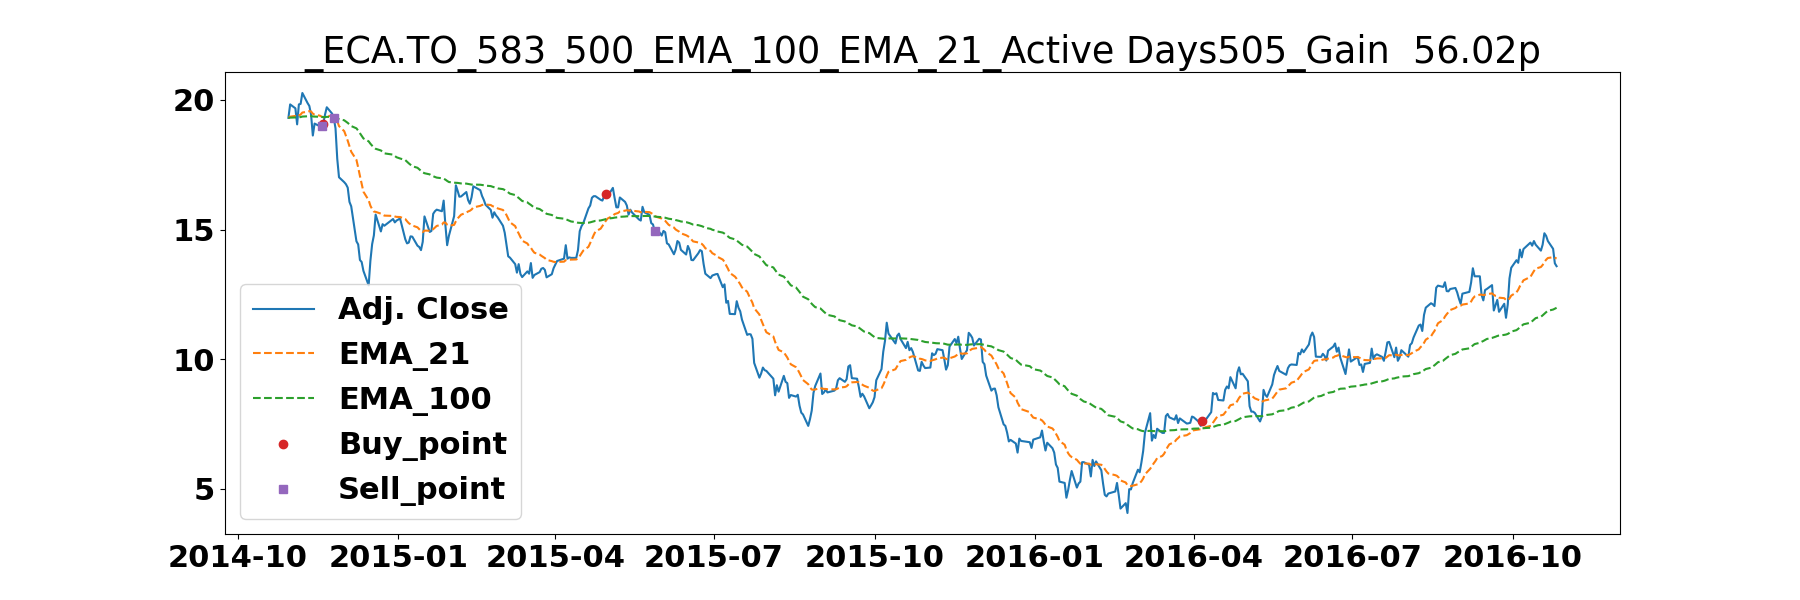 _ECA.TO_583_500_EMA_100_EMA_21_Active Days505_Gain  56.02p
20
15
10
5
Adj. Close
EMA_21
EMA_100
Buy_point
Sell_point
2014-10 2015-01 2015-04 2015-07 2015-10 2016-01 2016-04 2016-07 2016-10